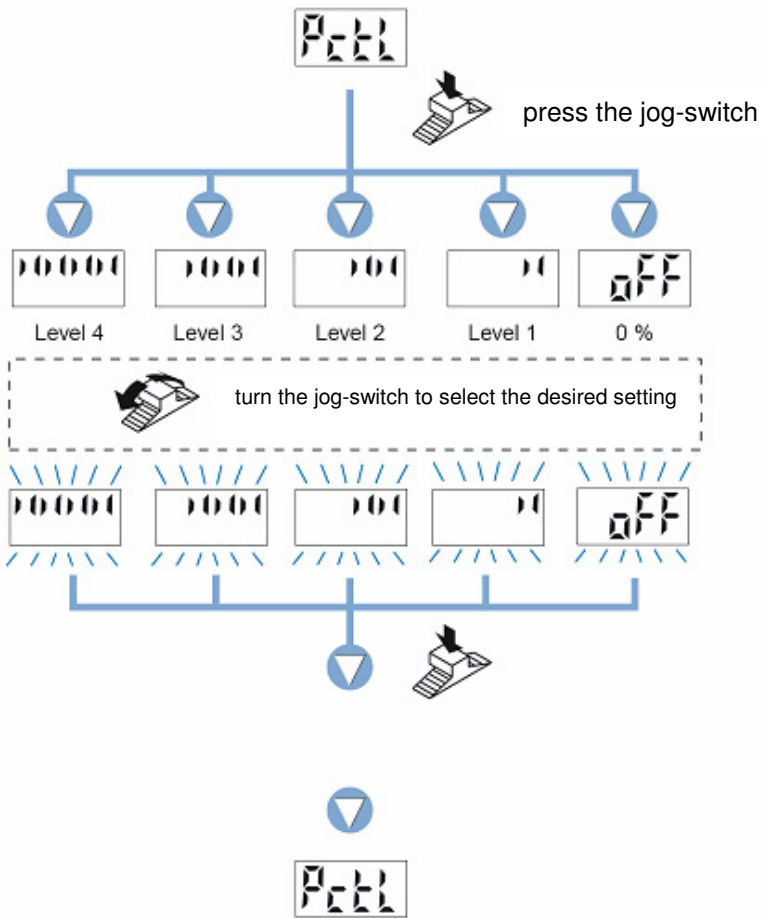 PctL
press the jog-switch
oFF
Level 4 Level 3 Level 2 Level 1 0 %
turn the jog-switch to select the desired setting
oFF
PctL